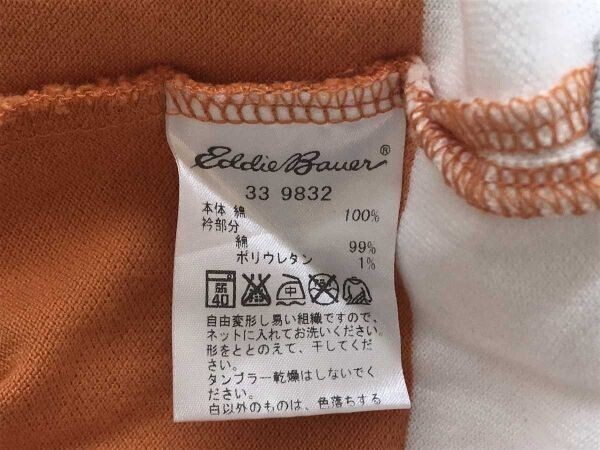 Eddie Bauer®
33 9832
本体 綿 100%
衿部分
綿 99%
ポリウレタン 1%
40 中
自由変形し易い組織ですので、
ネットに入れてお洗いください。
形をととのえて、干してくだ
さい。
タンブラー乾燥はしないでく
ださい。
白以外のものは、色落ちする